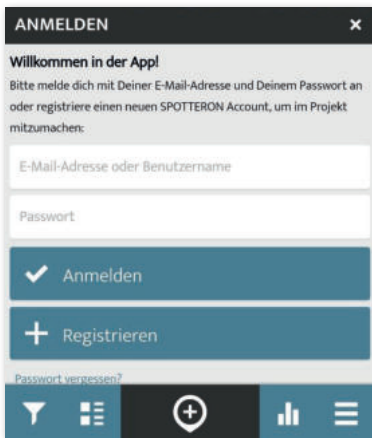 ANMELDEN
Willkommen in der App!
Bitte melde dich mit Deiner E-Mail-Adresse und Deinem Passwort an
oder registriere einen neuen SPOTTERON Account, um im Projekt
mitzumachen:
E-Mail-Adresse oder Benutzername
Passwort
Anmelden
Registrieren
Passwort vergessen?